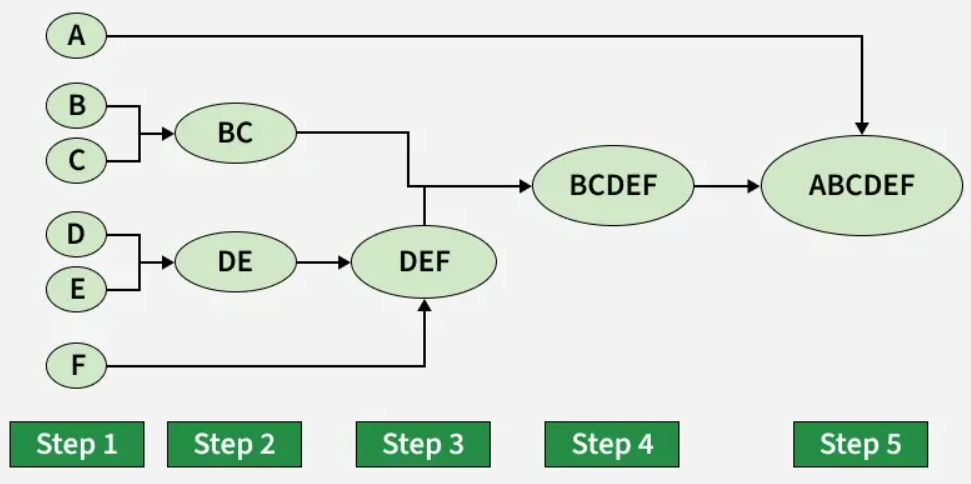 A
B
C
BC
D
E
DE
F
DEF
BCDEF
ABCDEF
Step 1
Step 2
Step 3
Step 4
Step 5